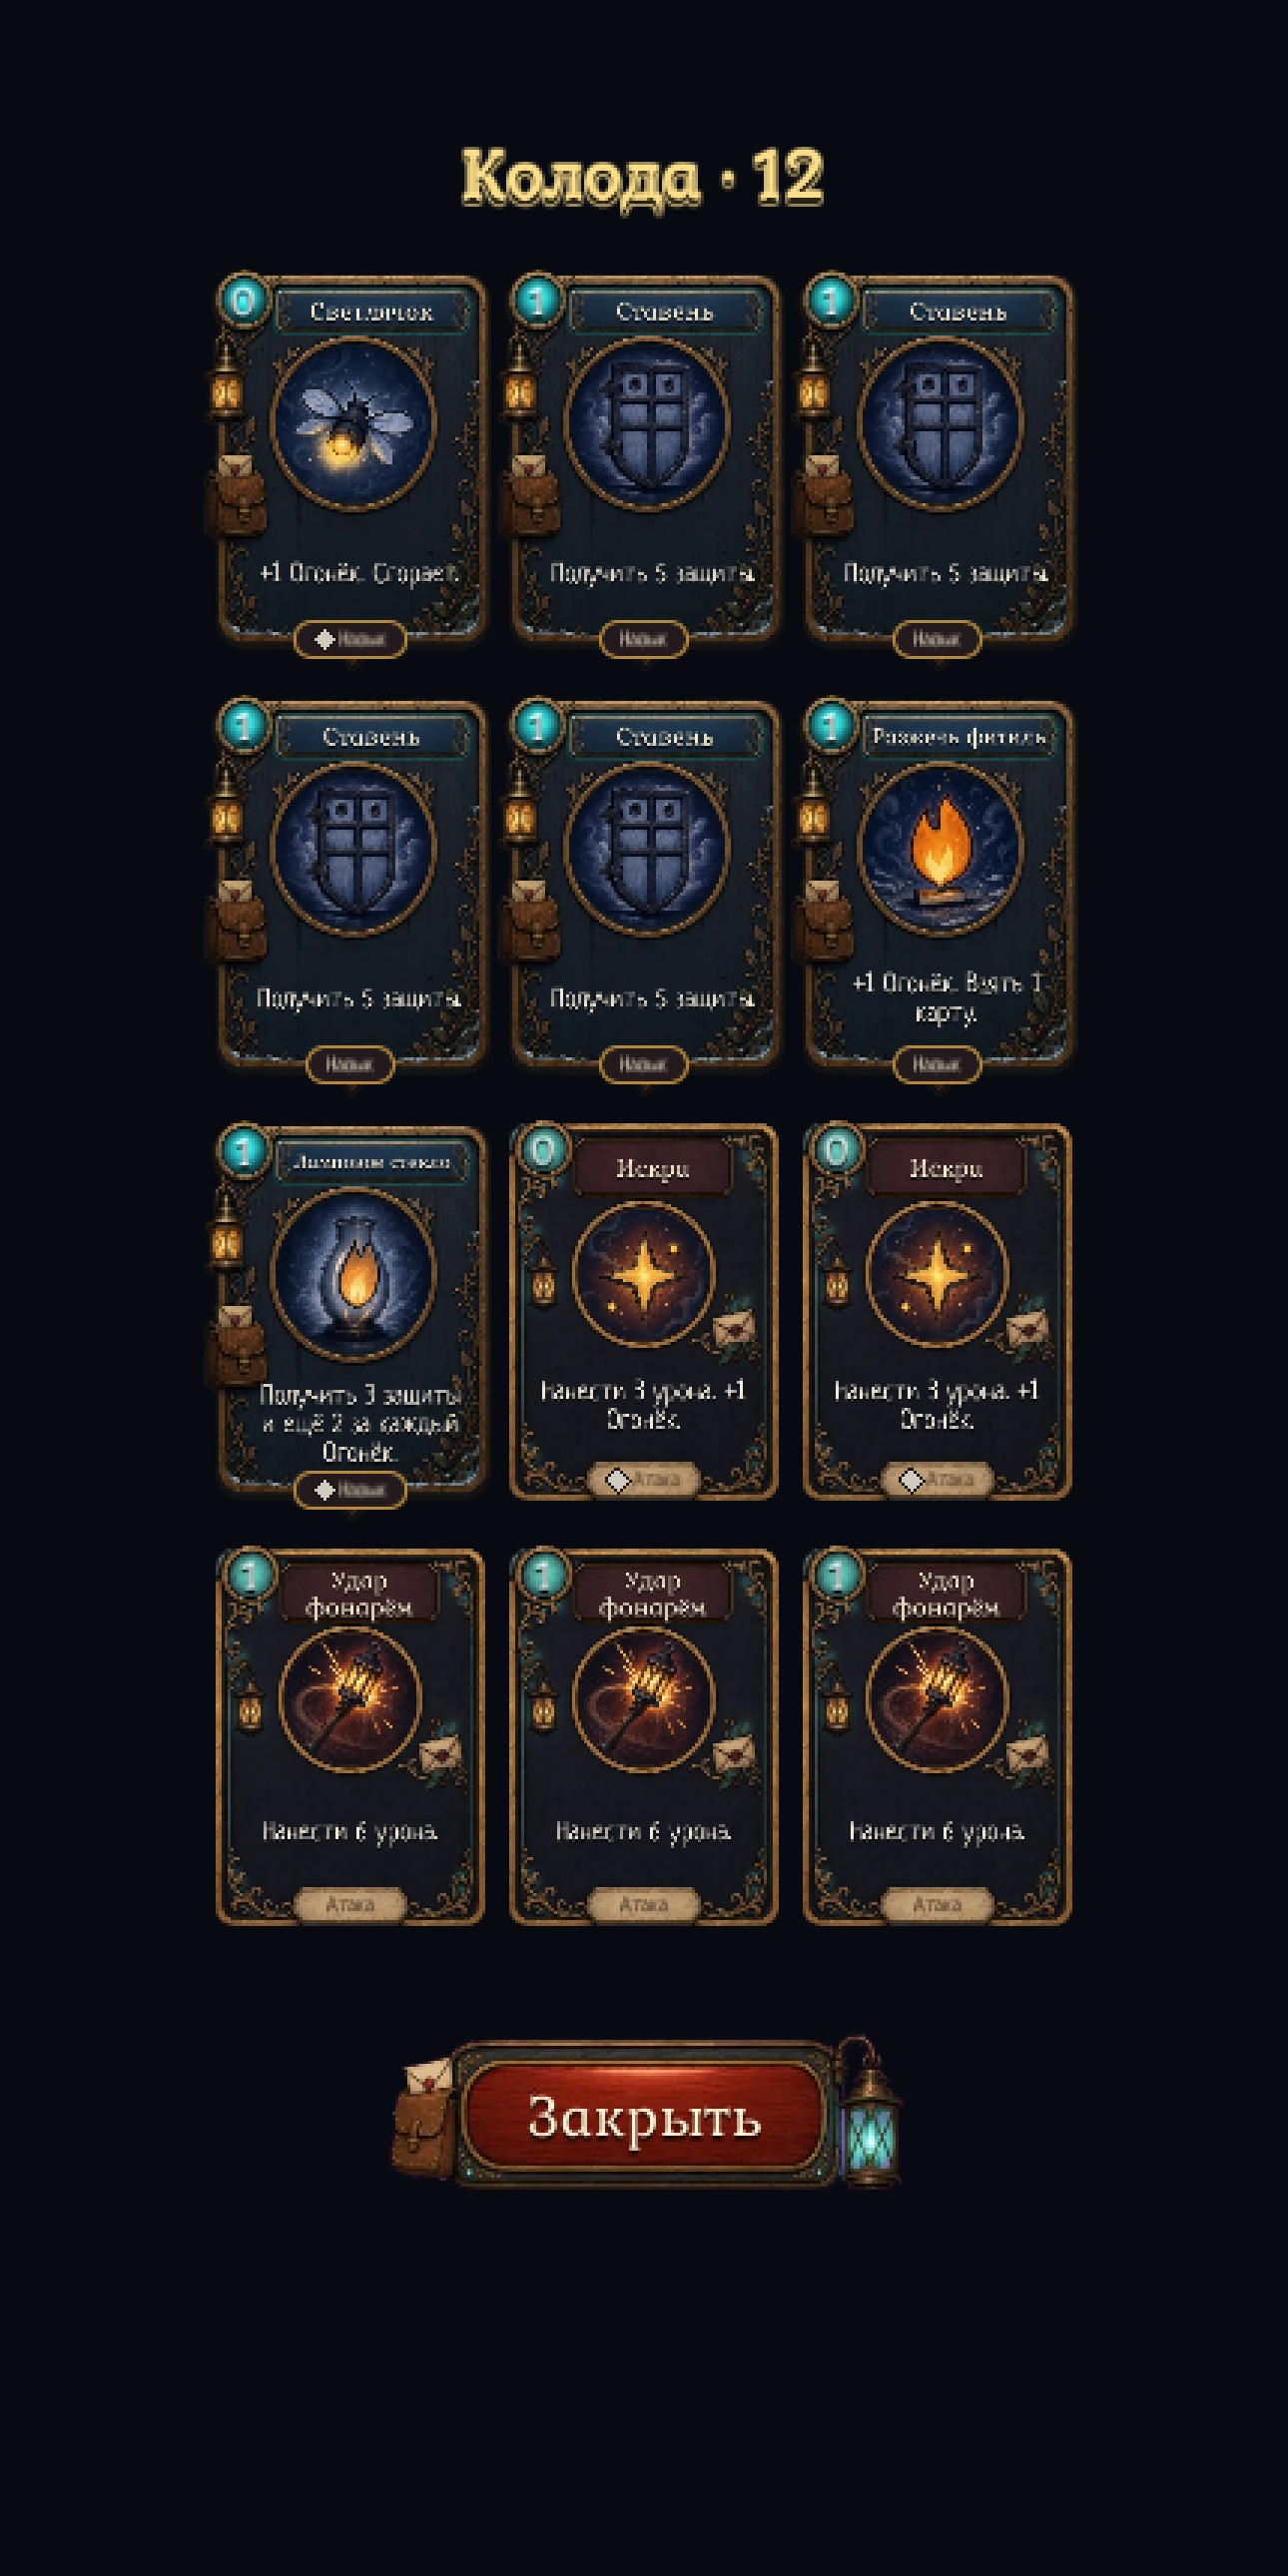 Колода · 12
0
Светлячок
+1 Огонёк. Сгорает.
Навык
1
Ставень
Получить 5 защиты.
Навык
1
Ставень
Получить 5 защиты.
Навык
1
Ставень
Получить 5 защиты.
Навык
1
Ставень
Получить 5 защиты.
Навык
1
Разжечь фитиль
+1 Огонёк. Взять 1
карту.
Навык
1
Ламповое стекло
Получить 3 защиты
и ещё 2 за каждый
Огонёк.
Навык
0
Искра
Нанести 3 урона. +1
Огонёк.
Атака
0
Искра
Нанести 3 урона. +1
Огонёк.
Атака
1
Удар
фонарём
Нанести 6 урона.
Атака
1
Удар
фонарём
Нанести 6 урона.
Атака
1
Удар
фонарём
Нанести 6 урона.
Атака
Закрыть